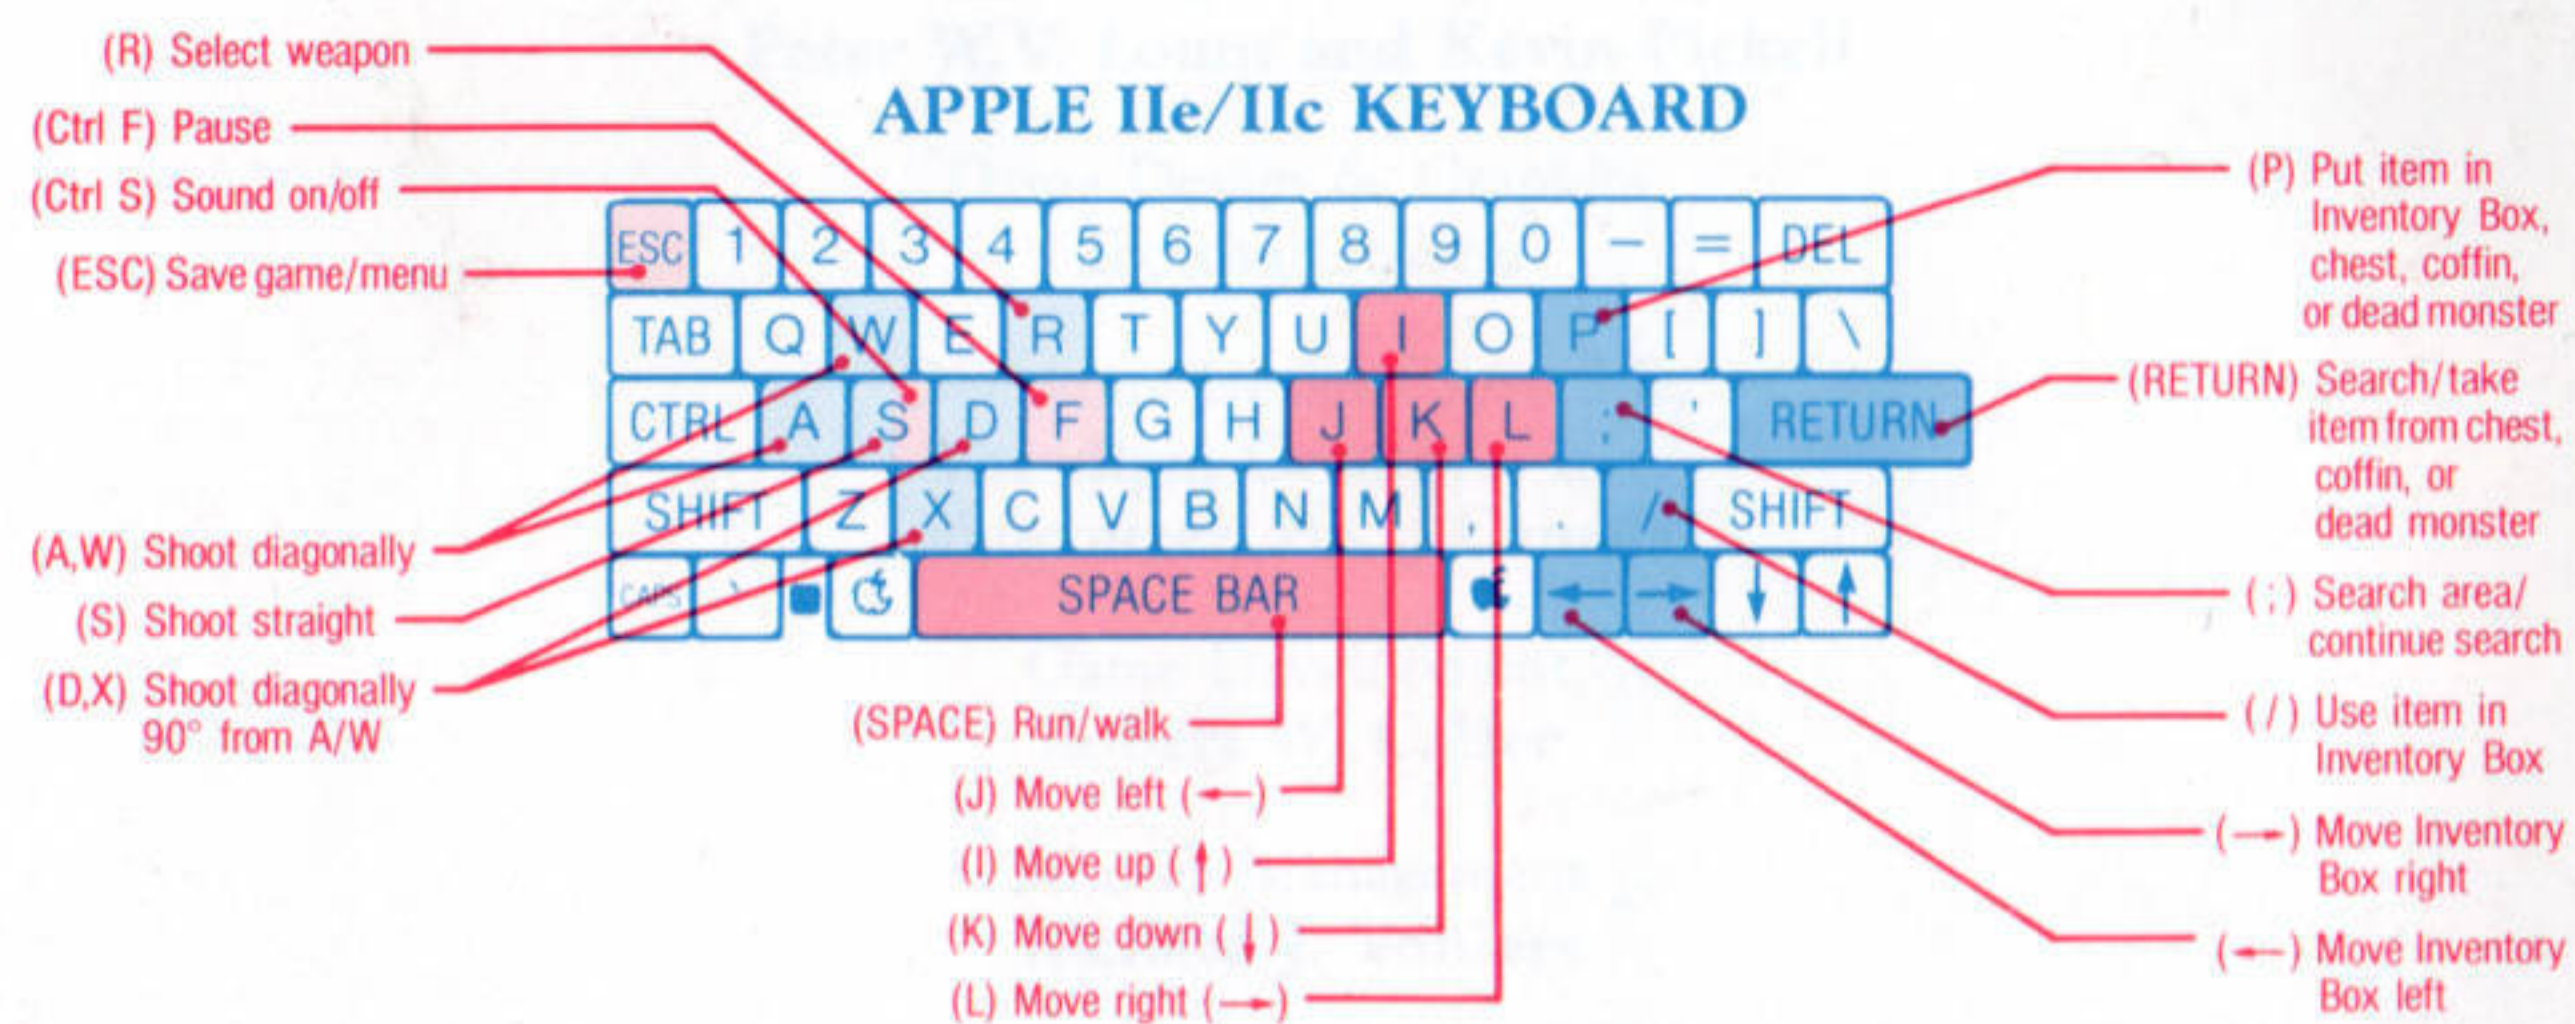 APPLE IIe/IIc KEYBOARD
(R) Select weapon
(Ctrl F) Pause
(Ctrl S) Sound on/off
(ESC) Save game/menu
(A,W) Shoot diagonally
(S) Shoot straight
(D,X) Shoot diagonally
90° from A/W
ESC 1 2 3 4 5 6 7 8 9 0 − = DEL
TAB Q W E R T Y U I O P [ ] \
CTRL A S D F G H J K L ; ' RETURN
SHIFT Z X C V B N M , . / SHIFT
CAPS ` SPACE BAR ← → ↓ ↑
(SPACE) Run/walk
(J) Move left (←)
(I) Move up (↑)
(K) Move down (↓)
(L) Move right (→)
(P) Put item in
Inventory Box,
chest, coffin,
or dead monster
(RETURN) Search/take
item from chest,
coffin, or
dead monster
(;) Search area/
continue search
(/) Use item in
Inventory Box
(→) Move Inventory
Box right
(←) Move Inventory
Box left